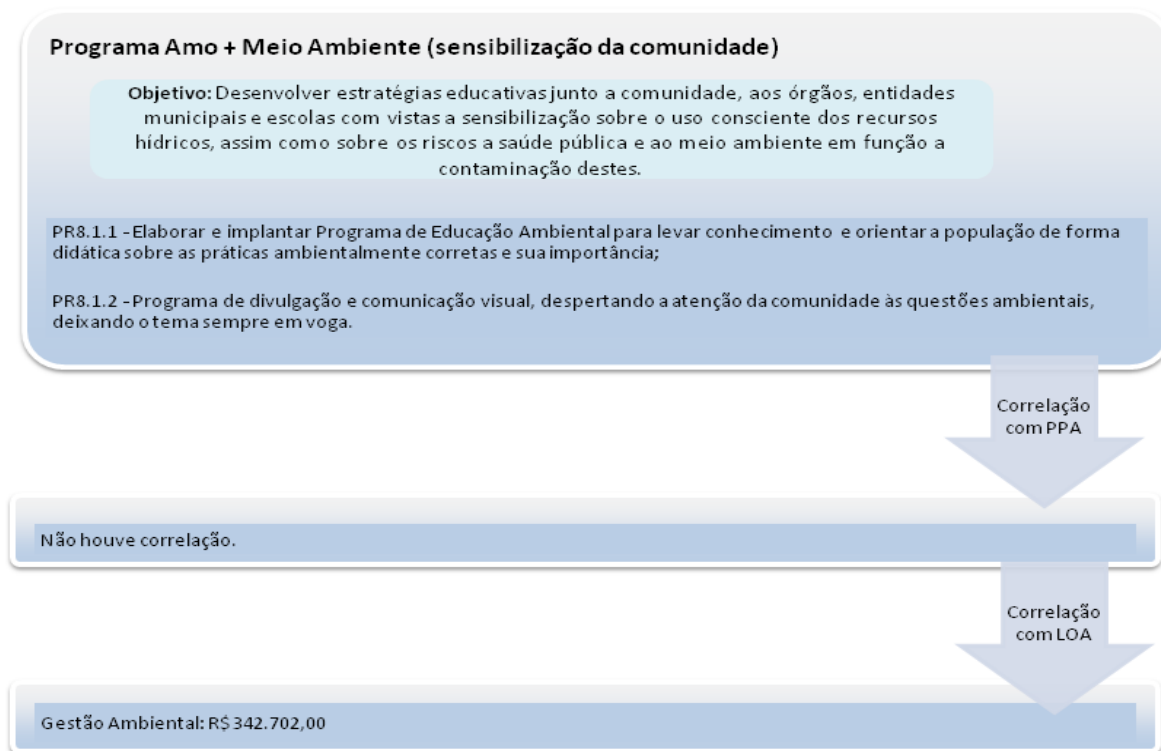 Programa Amo + Meio Ambiente (sensibilização da comunidade)
Objetivo: Desenvolver estratégias educativas junto a comunidade, aos órgãos, entidades
municipais e escolas com vistas a sensibilização sobre o uso consciente dos recursos
hídricos, assim como sobre os riscos a saúde pública e ao meio ambiente em função a
contaminação destes.
PR8.1.1 - Elaborar e implantar Programa de Educação Ambiental para levar conhecimento e orientar a população de forma
didática sobre as práticas ambientalmente corretas e sua importância;
PR8.1.2 - Programa de divulgação e comunicação visual, despertando a atenção da comunidade às questões ambientais,
deixando o tema sempre em voga.
Correlação
com PPA
Não houve correlação.
Correlação
com LOA
Gestão Ambiental: R$ 342.702,00